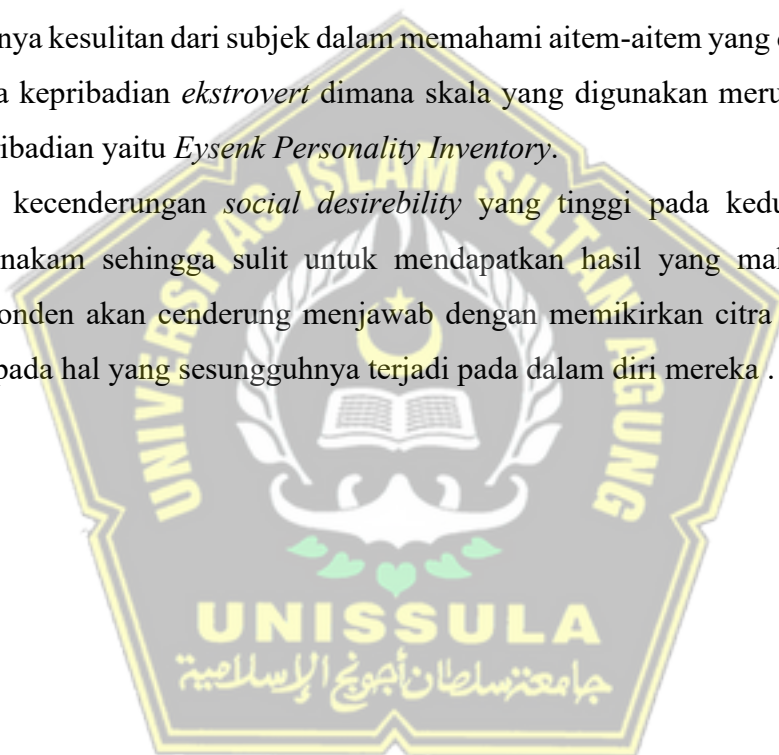 nya kesulitan dari subjek dalam memahami aitem-aitem yang
a kepribadian ekstrovert dimana skala yang digunakan meru
ibadian yaitu Eysenk Personality Inventory.
kecenderungan social desirebility yang tinggi pada kedu
nakam sehingga sulit untuk mendapatkan hasil yang mak
onden akan cenderung menjawab dengan memikirkan citra
pada hal yang sesungguhnya terjadi pada dalam diri mereka .
UNIVERSITAS ISLAM SULTAN AGUNG
UNISSULA
جامعتنسلطان أجونج الإسلامية